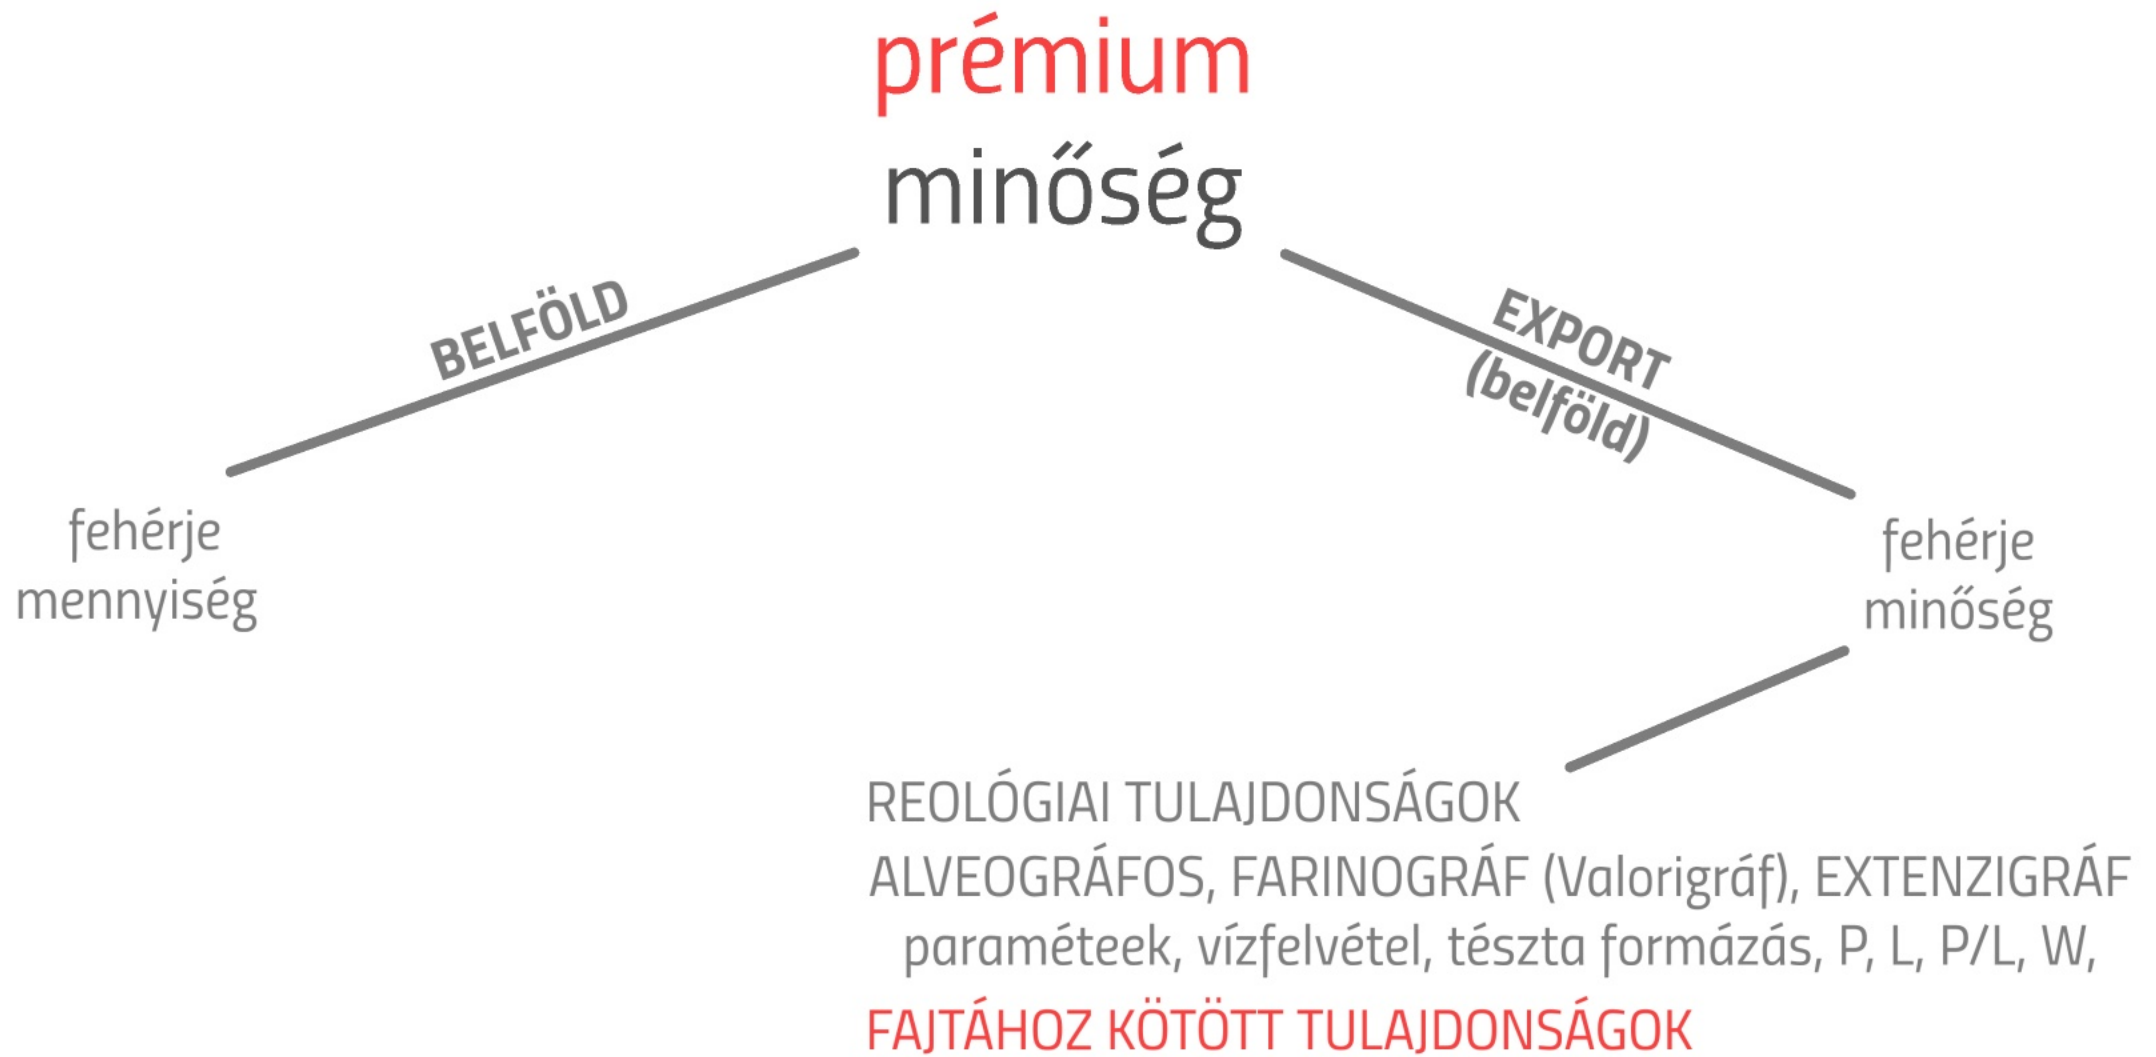 prémium
minőség
BELFÖLD
EXPORT
(belföld)
fehérje
mennyiség
fehérje
minőség
REOLÓGIAI TULAJDONSÁGOK
ALVEOGRÁFOS, FARINOGRÁF (Valorigráf), EXTENZIGRÁF
paraméteek, vízfelvétel, tészta formázás, P, L, P/L, W,
FAJTÁHOZ KÖTÖTT TULAJDONSÁGOK